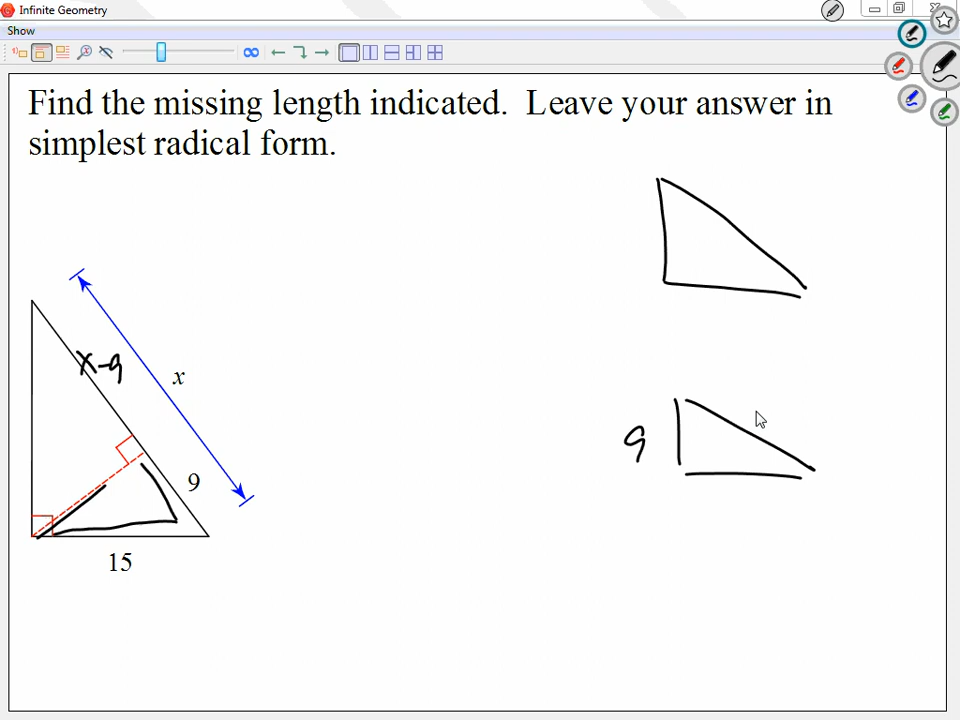 Infinite Geometry
Show
Find the missing length indicated. Leave your answer in
simplest radical form.
x-9
x
9
9
15